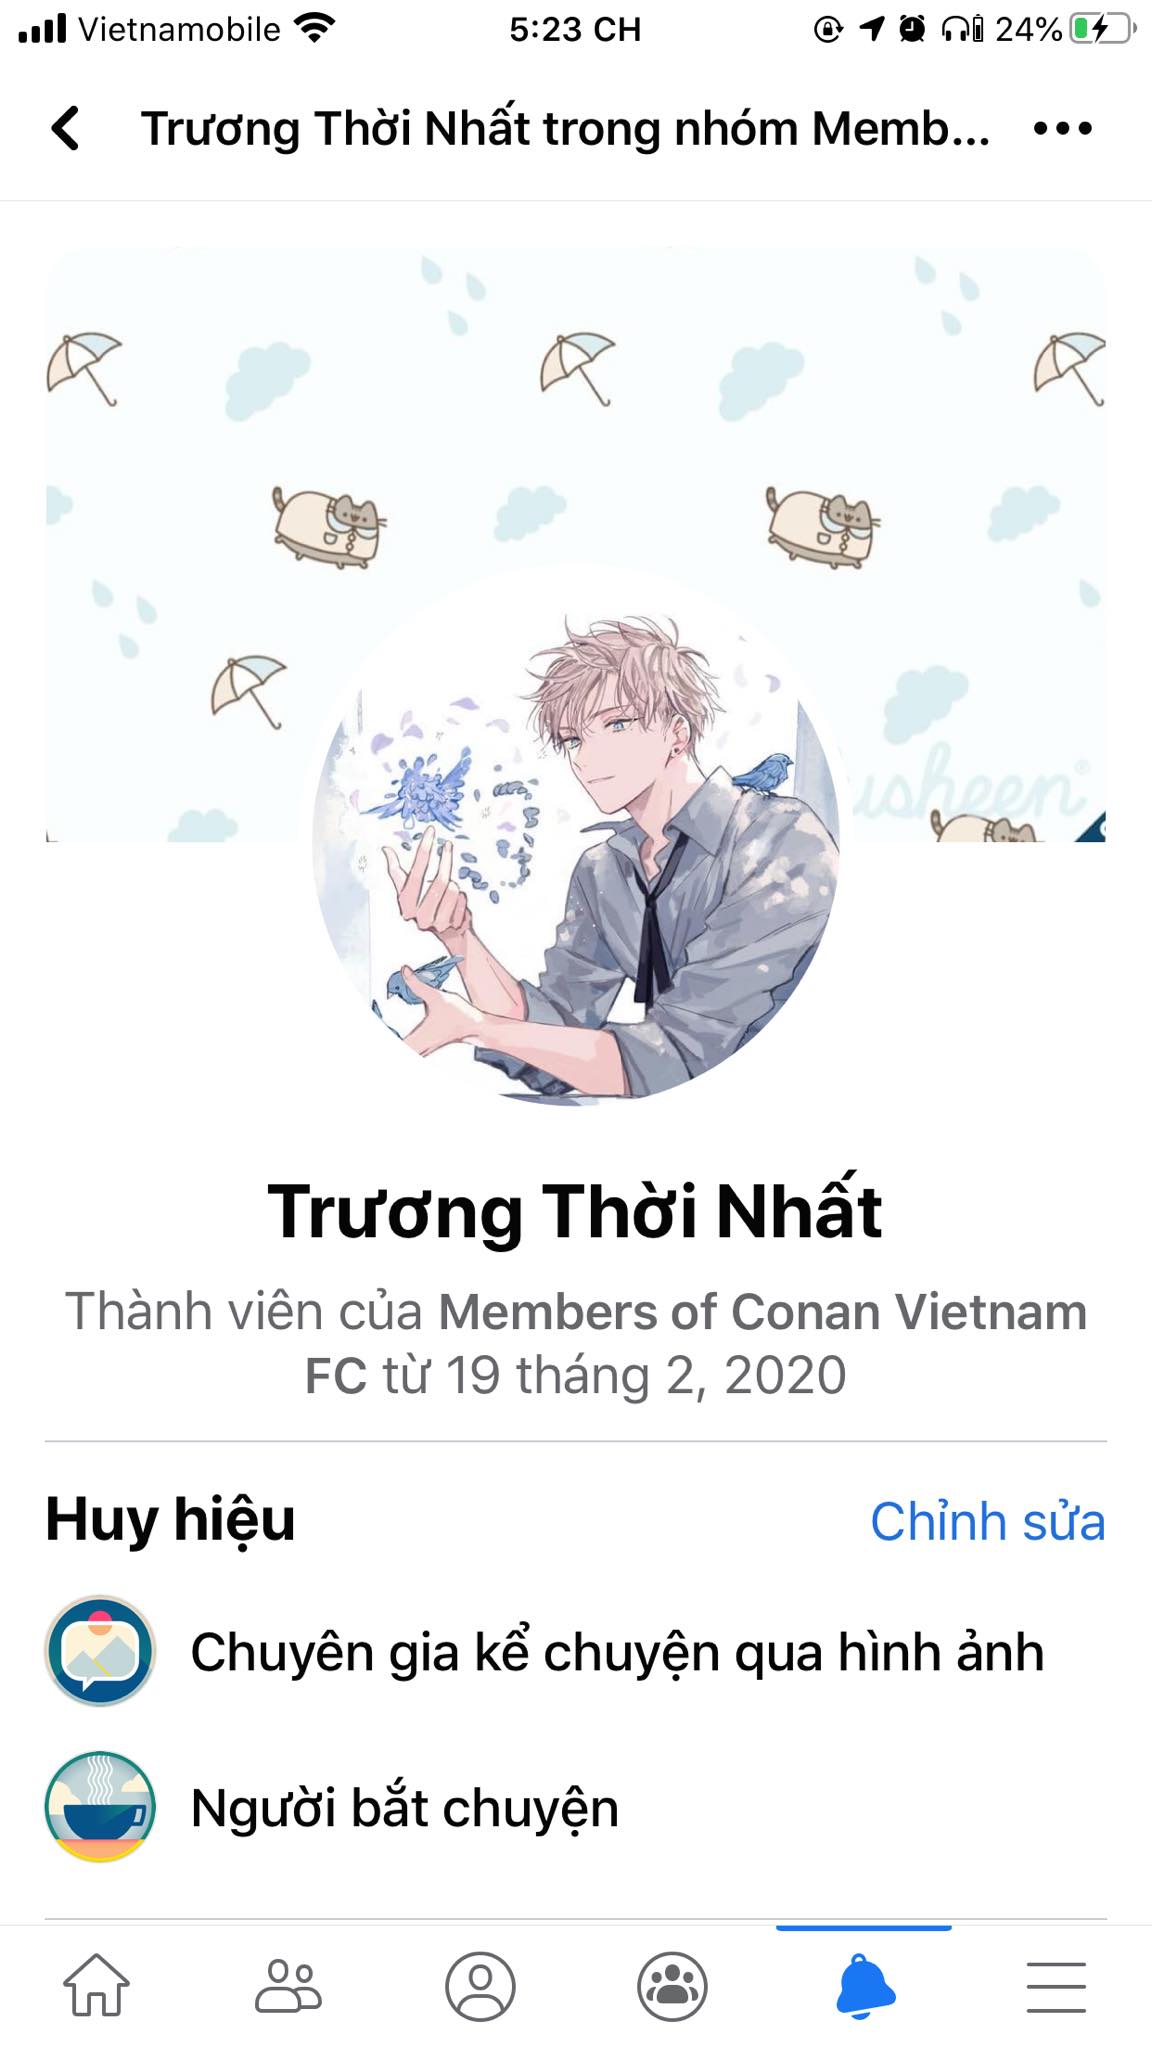 Vietnamobile 5:23 CH 24%
Trương Thời Nhất trong nhóm Memb...
usheen®
Trương Thời Nhất
Thành viên của Members of Conan Vietnam
FC từ 19 tháng 2, 2020
Huy hiệu Chỉnh sửa
Chuyên gia kể chuyện qua hình ảnh
Người bắt chuyện